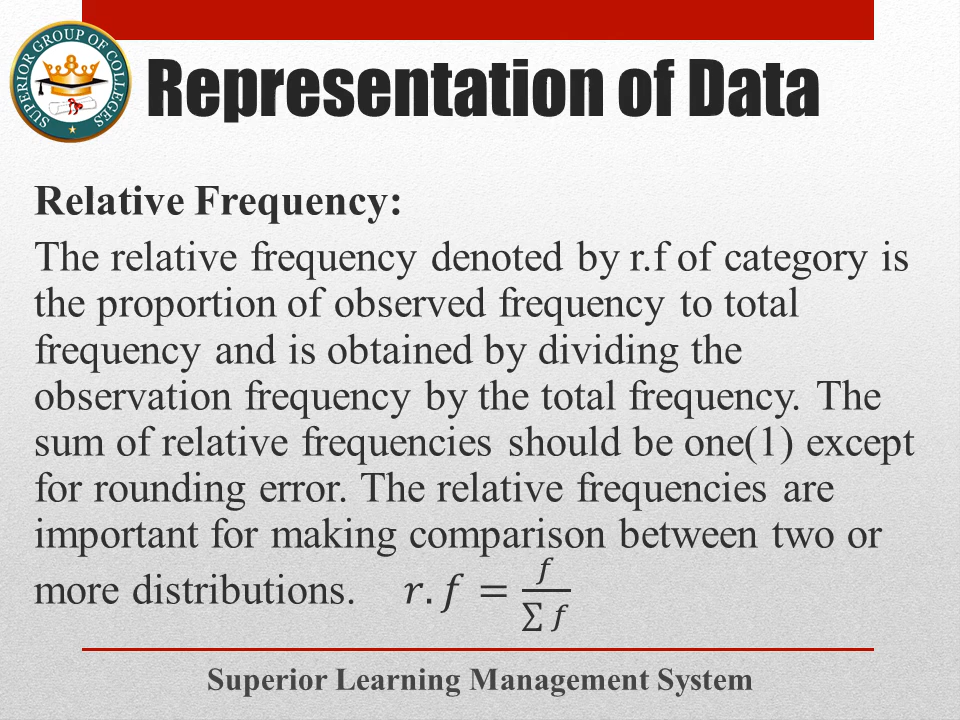 SUPERIOR GROUP OF COLLEGES
Representation of Data
Relative Frequency:
The relative frequency denoted by r.f of category is
the proportion of observed frequency to total
frequency and is obtained by dividing the
observation frequency by the total frequency. The
sum of relative frequencies should be one(1) except
for rounding error. The relative frequencies are
important for making comparison between two or
more distributions. r.f = f / ∑ f
Superior Learning Management System